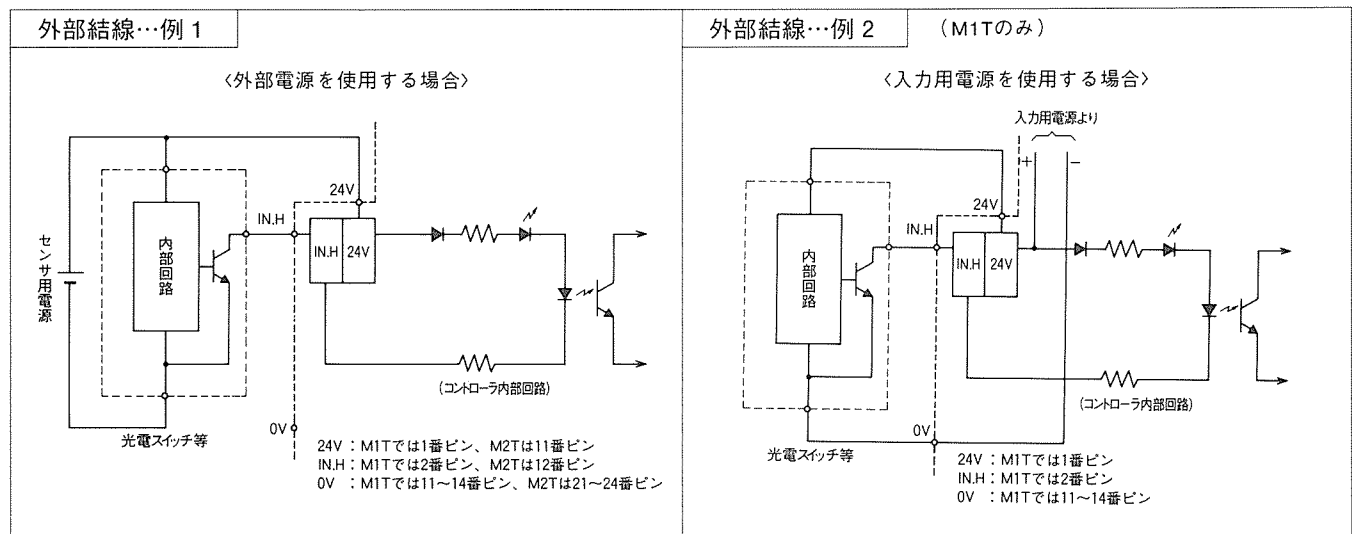 外部結線…例 1
〈外部電源を使用する場合〉
24V
IN.H
IN.H 24V
センサ用電源
内部回路
(コントローラ内部回路)
0V
光電スイッチ等
24V : M1Tでは1番ピン、M2Tは11番ピン
IN.H : M1Tでは2番ピン、M2Tは12番ピン
0V : M1Tでは11〜14番ピン、M2Tは21〜24番ピン
外部結線…例 2
(M1Tのみ)
〈入力用電源を使用する場合〉
入力用電源より
+ −
24V
IN.H
IN.H 24V
内部回路
(コントローラ内部回路)
0V
光電スイッチ等
24V : M1Tでは1番ピン
IN.H : M1Tでは2番ピン
0V : M1Tでは11〜14番ピン